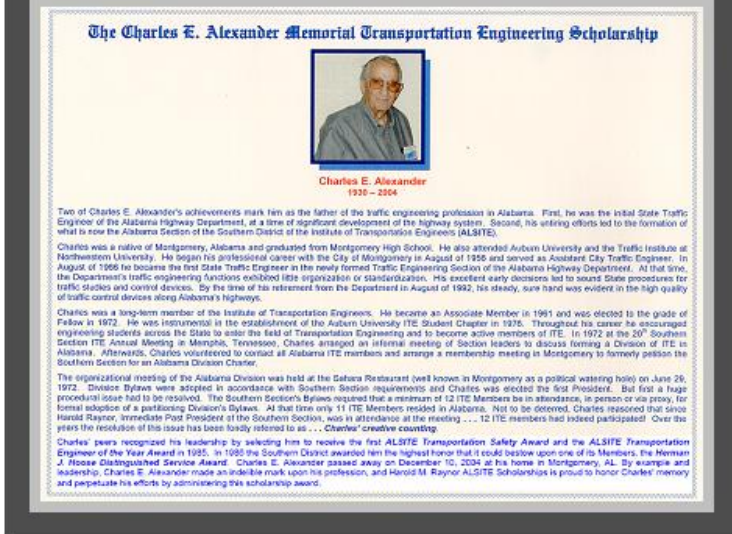 The Charles E. Alexander Memorial Transportation Engineering Scholarship
Charles E. Alexander
1930 – 2004
Two of Charles E. Alexander's achievements mark him as the father of the traffic engineering profession in Alabama. First, he was the initial State Traffic
Engineer of the Alabama Highway Department, at a time of significant development of the highway system. Second, his untiring efforts led to the formation of
what is now the Alabama Section of the Southern District of the Institute of Transportation Engineers (ALSITE).
Charles was a native of Montgomery, Alabama and graduated from Montgomery High School. He also attended Auburn University and the Traffic Institute at
Northwestern University. He began his professional career with the City of Montgomery in August of 1956 and served as Assistant City Traffic Engineer. In
August of 1966 he became the first State Traffic Engineer in the newly formed Traffic Engineering Section of the Alabama Highway Department. At that time,
the Department's traffic engineering functions exhibited little organization or standardization. His excellent early decisions led to sound State procedures for
traffic studies and control devices. By the time of his retirement from the Department in August of 1992, his steady, sure hand was evident in the high quality
of traffic control devices along Alabama's highways.
Charles was a long-term member of the Institute of Transportation Engineers. He became an Associate Member in 1961 and was elected to the grade of
Fellow in 1972. He was instrumental in the establishment of the Auburn University ITE Student Chapter in 1976. Throughout his career he encouraged
engineering students across the State to enter the field of Transportation Engineering and to become active members of ITE. In 1972 at the 20th Southern
Section ITE Annual Meeting in Memphis, Tennessee, Charles arranged an informal meeting of Section leaders to discuss forming a Division of ITE in
Alabama. Afterwards, Charles volunteered to contact all Alabama ITE members and arrange a membership meeting in Montgomery to formerly petition the
Southern Section for an Alabama Division Charter.
The organizational meeting of the Alabama Division was held at the Sahara Restaurant (well known in Montgomery as a political watering hole) on June 29,
1972. Division Bylaws were adopted in accordance with Southern Section requirements and Charles was elected the first President. But first a huge
procedural issue had to be resolved. The Southern Section's Bylaws required that a minimum of 12 ITE Members be in attendance, in person or via proxy, for
formal adoption of a partitioning Division's Bylaws. At that time only 11 ITE Members resided in Alabama. Not to be deterred, Charles reasoned that since
Harold Raynor, Immediate Past President of the Southern Section, was in attendance at the meeting . . . 12 ITE members had indeed participated! Over the
years the resolution of this issue has been fondly referred to as . . . Charles' creative counting.
Charles' peers recognized his leadership by selecting him to receive the first ALSITE Transportation Safety Award and the ALSITE Transportation
Engineer of the Year Award in 1985. In 1986 the Southern District awarded him the highest honor that it could bestow upon one of its Members, the Herman
J. Hoose Distinguished Service Award. Charles E. Alexander passed away on December 10, 2004 at his home in Montgomery, AL. By example and
leadership, Charles E. Alexander made an indelible mark upon his profession, and Harold M. Raynor ALSITE Scholarships is proud to honor Charles' memory
and perpetuate his efforts by administering this scholarship award.